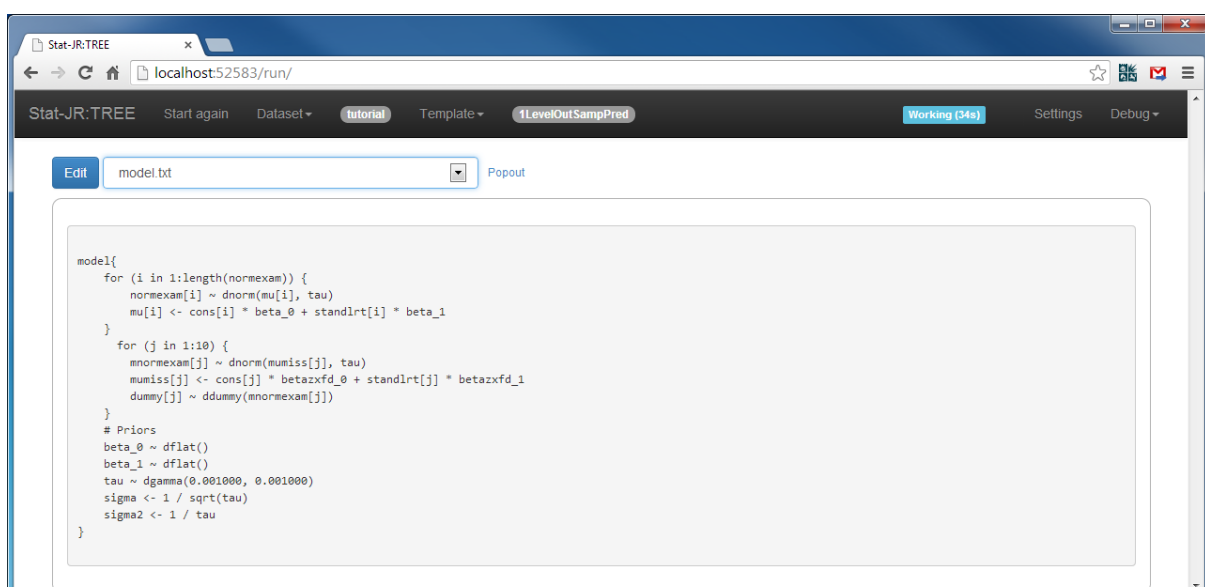 Stat-JR:TREE
localhost:52583/run/
Stat-JR:TREE Start again Dataset tutorial Template 1LevelOutSampPred Working (34s) Settings Debug
Edit model.txt Popout
model{
    for (i in 1:length(normexam)) {
        normexam[i] ~ dnorm(mu[i], tau)
        mu[i] <- cons[i] * beta_0 + standlrt[i] * beta_1
    }
      for (j in 1:10) {
        mnormexam[j] ~ dnorm(mumiss[j], tau)
        mumiss[j] <- cons[j] * betazxfd_0 + standlrt[j] * betazxfd_1
        dummy[j] ~ ddummy(mnormexam[j])
    }
    # Priors
    beta_0 ~ dflat()
    beta_1 ~ dflat()
    tau ~ dgamma(0.001000, 0.001000)
    sigma <- 1 / sqrt(tau)
    sigma2 <- 1 / tau
}